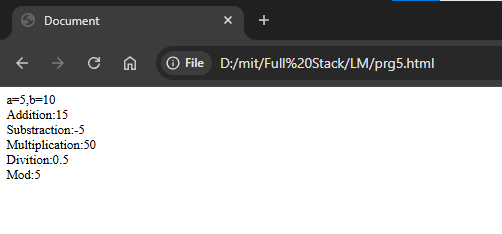 Document
File D:/mit/Full%20Stack/LM/prg5.html
a=5,b=10
Addition:15
Substraction:-5
Multiplication:50
Divition:0.5
Mod:5